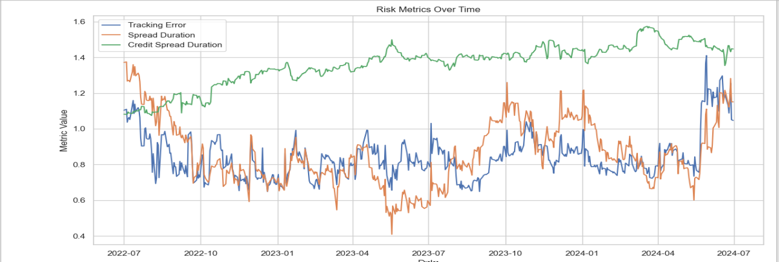 Risk Metrics Over Time
Tracking Error
Spread Duration
Credit Spread Duration
Metric Value
1.6
1.4
1.2
1.0
0.8
0.6
0.4
2022-07 2022-10 2023-01 2023-04 2023-07 2023-10 2024-01 2024-04 2024-07